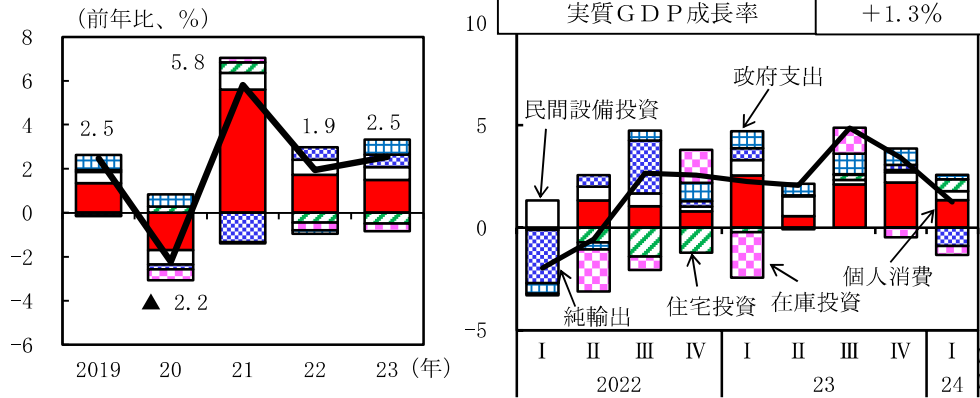 (前年比、%)
8
6
4
2
0
−2
−4
−6
2.5
▲ 2.2
5.8
1.9
2.5
2019 20 21 22 23 (年)
実質GDP成長率 +1.3%
10
5
0
−5
民間設備投資
政府支出
純輸出
住宅投資
在庫投資
個人消費
Ⅰ Ⅱ Ⅲ Ⅳ Ⅰ Ⅱ Ⅲ Ⅳ Ⅰ
2022 23 24